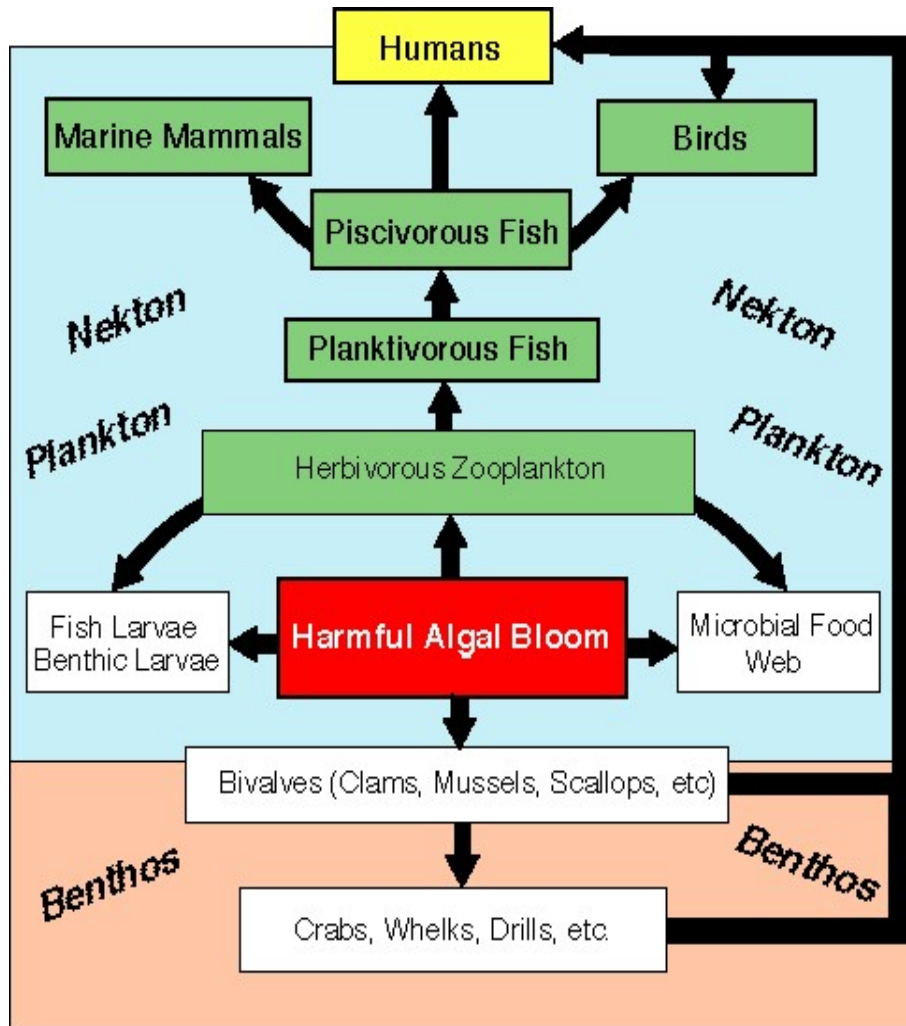 Humans
Marine Mammals
Birds
Piscivorous Fish
Nekton
Nekton
Planktivorous Fish
Plankton
Plankton
Herbivorous Zooplankton
Fish Larvae
Benthic Larvae
Harmful Algal Bloom
Microbial Food
Web
Bivalves (Clams, Mussels, Scallops, etc)
Benthos
Benthos
Crabs, Whelks, Drills, etc.